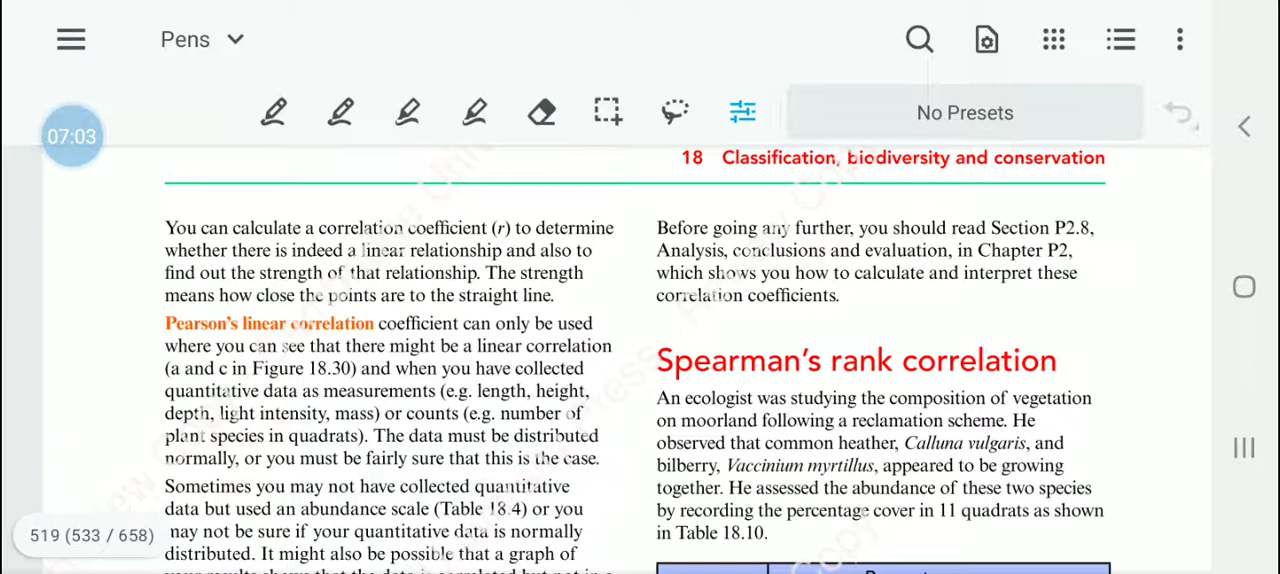 Pens
No Presets
07:03
18 Classification, biodiversity and conservation
You can calculate a correlation coefficient (r) to determine
whether there is indeed a linear relationship and also to
find out the strength of that relationship. The strength
means how close the points are to the straight line.
Pearson's linear correlation coefficient can only be used
where you can see that there might be a linear correlation
(a and c in Figure 18.30) and when you have collected
quantitative data as measurements (e.g. length, height,
depth, light intensity, mass) or counts (e.g. number of
plant species in quadrats). The data must be distributed
normally, or you must be fairly sure that this is the case.
Sometimes you may not have collected quantitative
data but used an abundance scale (Table 18.4) or you
may not be sure if your quantitative data is normally
distributed. It might also be possible that a graph of
519 (533 / 658)
Before going any further, you should read Section P2.8,
Analysis, conclusions and evaluation, in Chapter P2,
which shows you how to calculate and interpret these
correlation coefficients.
Spearman's rank correlation
An ecologist was studying the composition of vegetation
on moorland following a reclamation scheme. He
observed that common heather, Calluna vulgaris, and
bilberry, Vaccinium myrtillus, appeared to be growing
together. He assessed the abundance of these two species
by recording the percentage cover in 11 quadrats as shown
in Table 18.10.